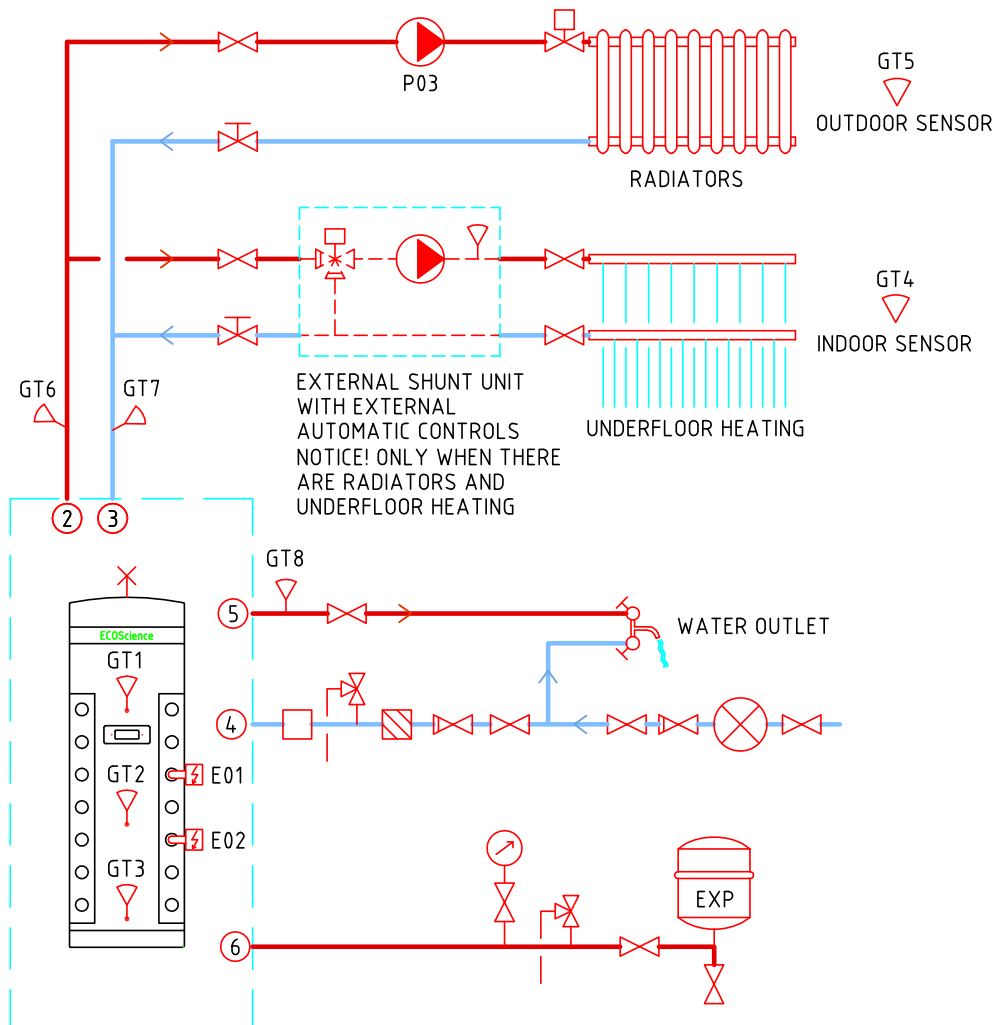 P03
GT5
OUTDOOR SENSOR
RADIATORS
GT4
INDOOR SENSOR
GT6
GT7
EXTERNAL SHUNT UNIT
WITH EXTERNAL
AUTOMATIC CONTROLS
NOTICE! ONLY WHEN THERE
ARE RADIATORS AND
UNDERFLOOR HEATING
UNDERFLOOR HEATING
2
3
GT8
5
WATER OUTLET
ECOScience
GT1
4
E01
GT2
E02
GT3
EXP
6